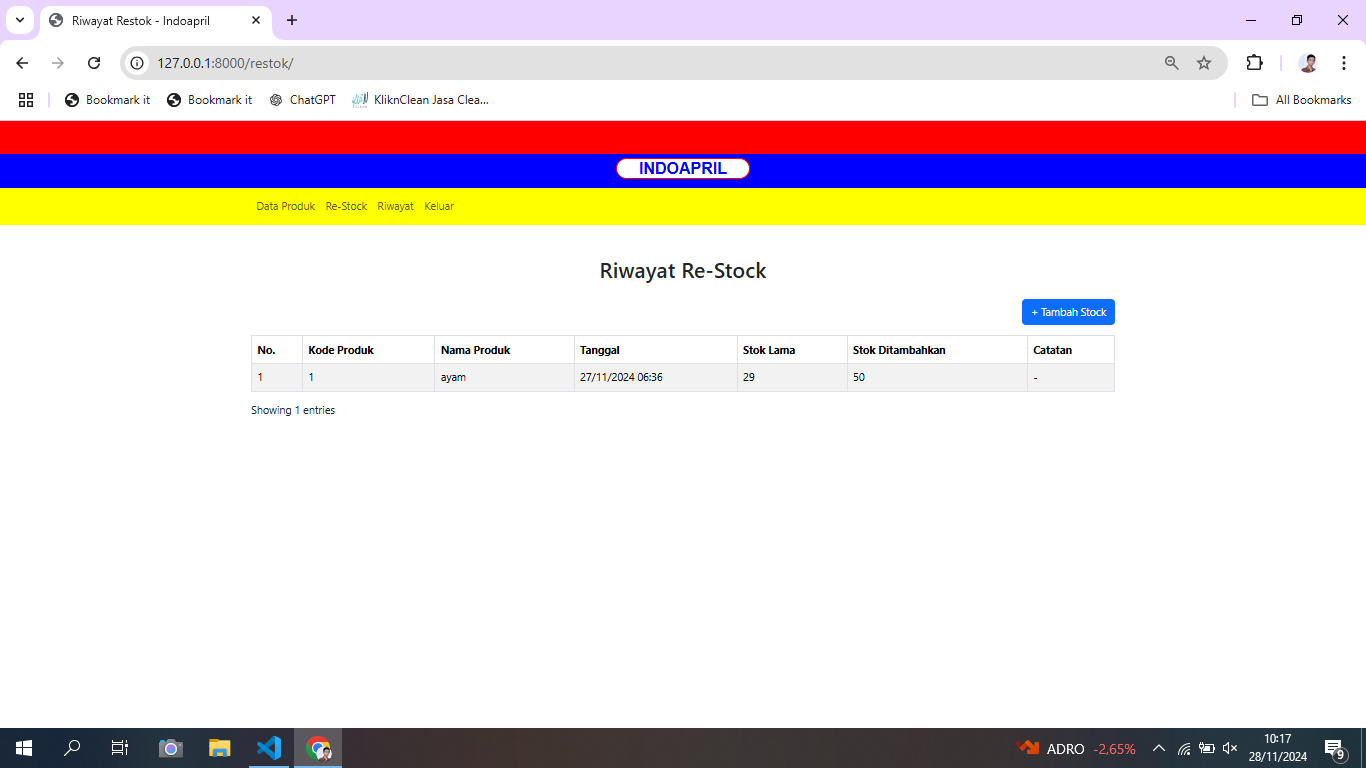 Riwayat Restok - Indoapril
127.0.0.1:8000/restok/
Bookmark it Bookmark it ChatGPT KliknClean Jasa Clea... All Bookmarks
INDOAPRIL
Data Produk Re-Stock Riwayat Keluar
Riwayat Re-Stock
+ Tambah Stock
No. Kode Produk Nama Produk Tanggal Stok Lama Stok Ditambahkan Catatan
1 1 ayam 27/11/2024 06:36 29 50 -
Showing 1 entries
ADRO -2,65% 10:17
28/11/2024 9